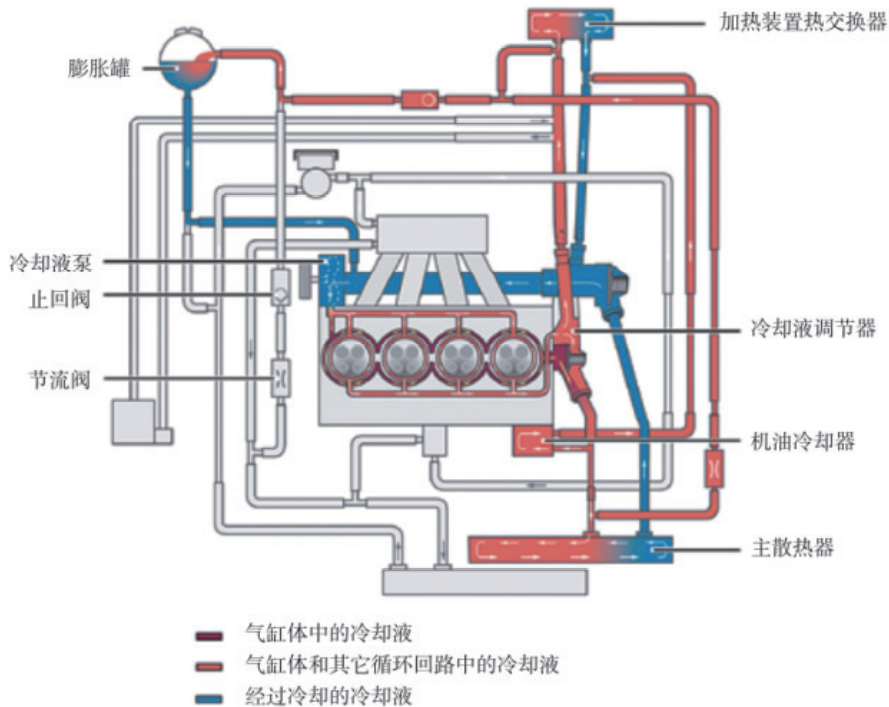 加热装置热交换器
膨胀罐
冷却液泵
止回阀
冷却液调节器
节流阀
机油冷却器
主散热器
气缸体中的冷却液
气缸体和其它循环回路中的冷却液
经过冷却的冷却液